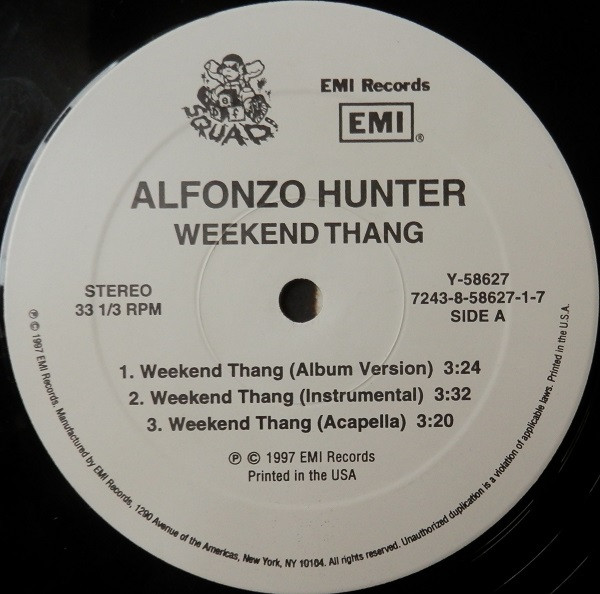 Def
SQUAD
EMI Records
EMI®
ALFONZO HUNTER
WEEKEND THANG
STEREO
33 1/3 RPM
Y-58627
7243-8-58627-1-7
SIDE A
1. Weekend Thang (Album Version) 3:24
2. Weekend Thang (Instrumental) 3:32
3. Weekend Thang (Acapella) 3:20
℗ © 1997 EMI Records
Printed in the USA
℗ © 1997 EMI Records. Manufactured by EMI Records, 1290 Avenue of the Americas, New York, NY 10104. All rights reserved. Unauthorized duplication is a violation of applicable laws. Printed in the U.S.A.